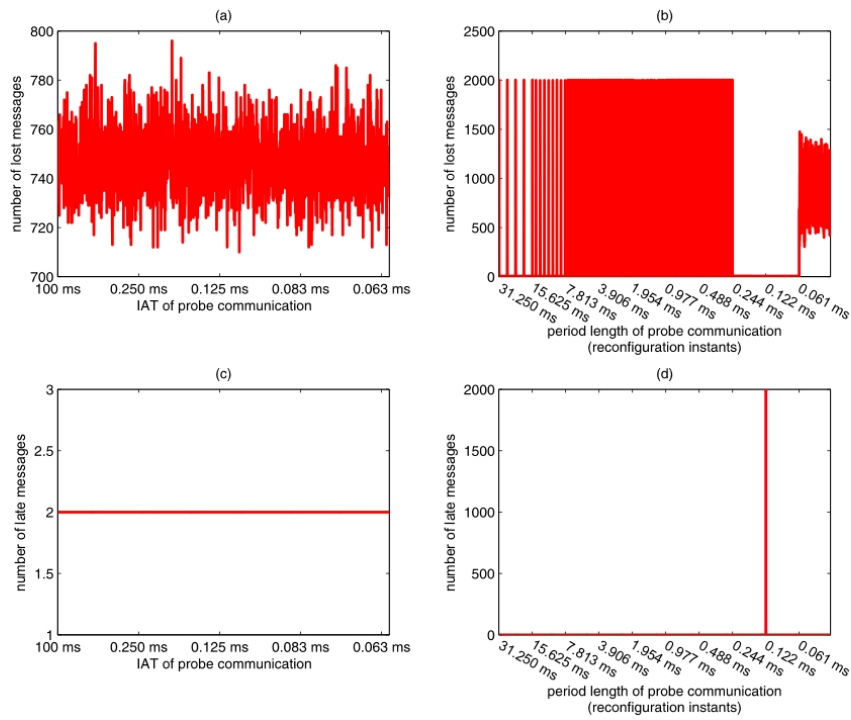 (a)
800
780
760
740
720
700
number of lost messages
100 ms
0.250 ms
0.125 ms
0.083 ms
0.063 ms
IAT of probe communication
(b)
2500
2000
1500
1000
500
0
number of lost messages
31.250 ms
15.625 ms
7.813 ms
3.906 ms
1.954 ms
0.977 ms
0.488 ms
0.244 ms
0.122 ms
0.061 ms
period length of probe communication
(reconfiguration instants)
(c)
3
2.5
2
1.5
1
number of late messages
100 ms
0.250 ms
0.125 ms
0.083 ms
0.063 ms
IAT of probe communication
(d)
2000
1500
1000
500
0
number of late messages
31.250 ms
15.625 ms
7.813 ms
3.906 ms
1.954 ms
0.977 ms
0.488 ms
0.244 ms
0.122 ms
0.061 ms
period length of probe communication
(reconfiguration instants)